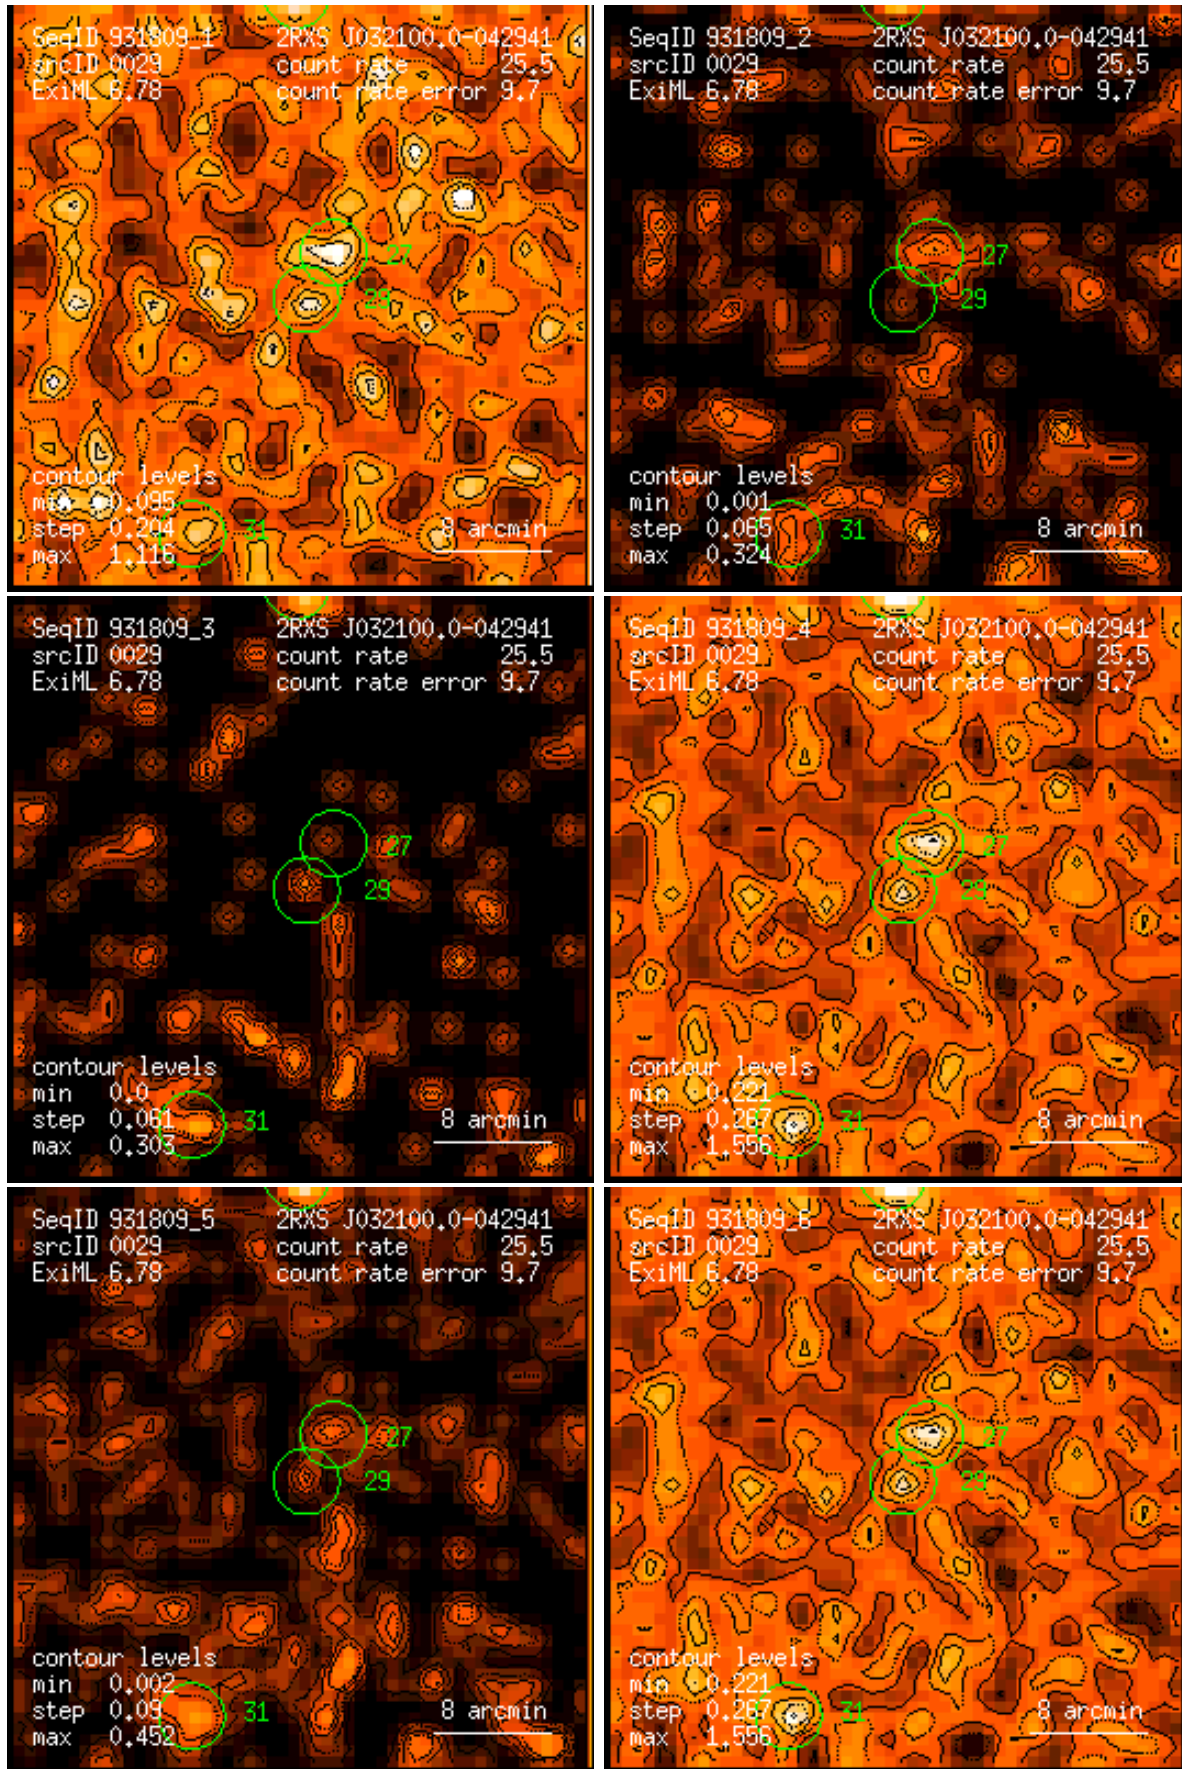 SeqID 931809_1 2RXS J032100.0-042941
srcID 0029 count rate 25.5
ExiML 6.78 count rate error 9.7
27
29
contour levels
min 0.095
step 0.204 31 8 arcmin
max 1.116
SeqID 931809_2 2RXS J032100.0-042941
srcID 0029 count rate 25.5
ExiML 6.78 count rate error 9.7
27
29
contour levels
min 0.001
step 0.065 31 8 arcmin
max 0.324
SeqID 931809_3 2RXS J032100.0-042941
srcID 0029 count rate 25.5
ExiML 6.78 count rate error 9.7
27
29
contour levels
min 0.0
step 0.061 31 8 arcmin
max 0.303
SeqID 931809_4 2RXS J032100.0-042941
srcID 0029 count rate 25.5
ExiML 6.78 count rate error 9.7
27
29
contour levels
min 0.221
step 0.267 31 8 arcmin
max 1.556
SeqID 931809_5 2RXS J032100.0-042941
srcID 0029 count rate 25.5
ExiML 6.78 count rate error 9.7
27
29
contour levels
min 0.002
step 0.09 31 8 arcmin
max 0.452
SeqID 931809_6 2RXS J032100.0-042941
srcID 0029 count rate 25.5
ExiML 6.78 count rate error 9.7
27
29
contour levels
min 0.221
step 0.267 31 8 arcmin
max 1.556